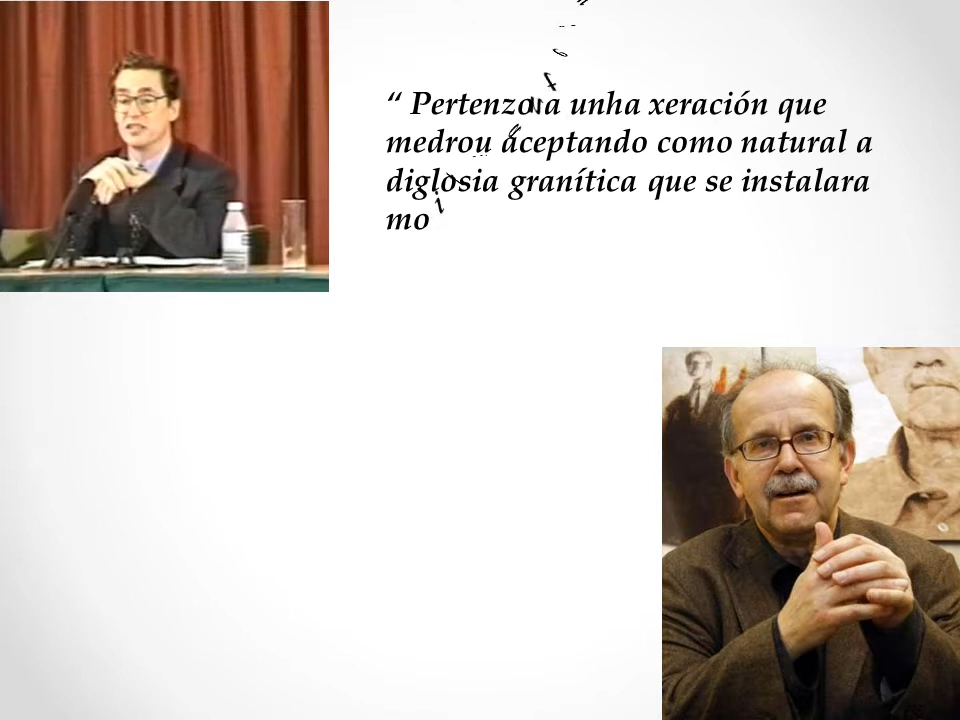 “ Pertenzo a unha xeración que
medrou aceptando como natural a
diglosia granítica que se instalara
mo